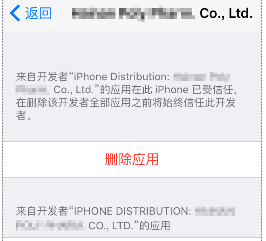 返回 Co., Ltd.
来自开发者“iPhone Distribution:
Co., Ltd.”的应用在此 iPhone 已受信任，
在删除该开发者全部应用之前将始终信任此开发
者。
删除应用
来自开发者“IPHONE DISTRIBUTION:
CO., LTD.”的应用